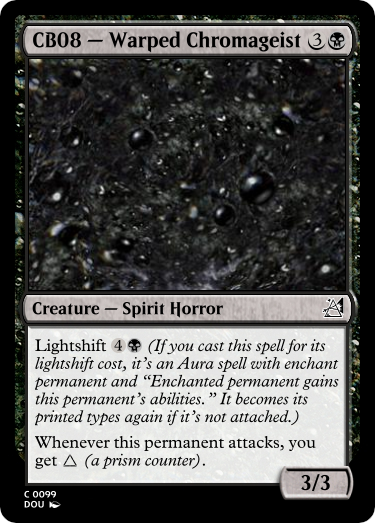 CB08 — Warped Chromageist 3
Creature — Spirit Horror
Lightshift 4 (If you cast this spell for its
lightshift cost, it's an Aura spell with enchant
permanent and “Enchanted permanent gains
this permanent's abilities.” It becomes its
printed types again if it's not attached.)
Whenever this permanent attacks, you
get △ (a prism counter).
3/3
C 0099
DOU